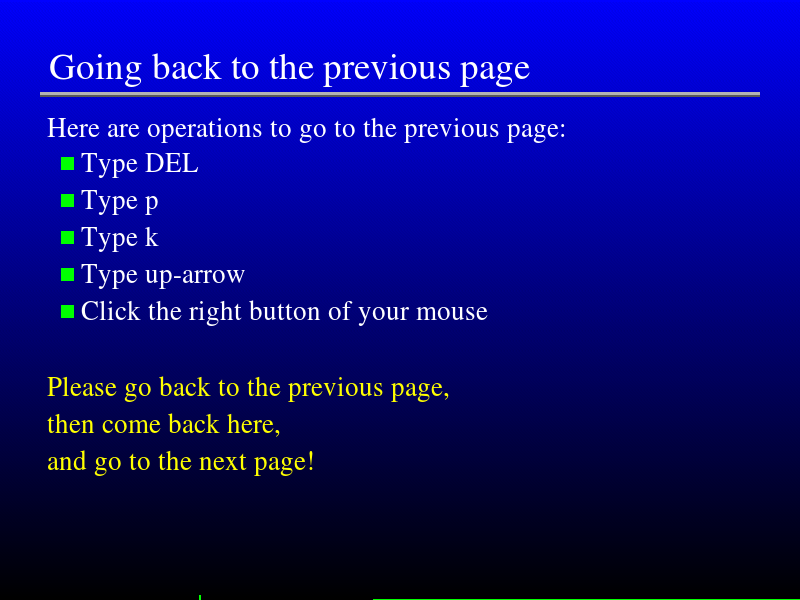 Going back to the previous page
Here are operations to go to the previous page:
Type DEL
Type p
Type k
Type up-arrow
Click the right button of your mouse
Please go back to the previous page,
then come back here,
and go to the next page!